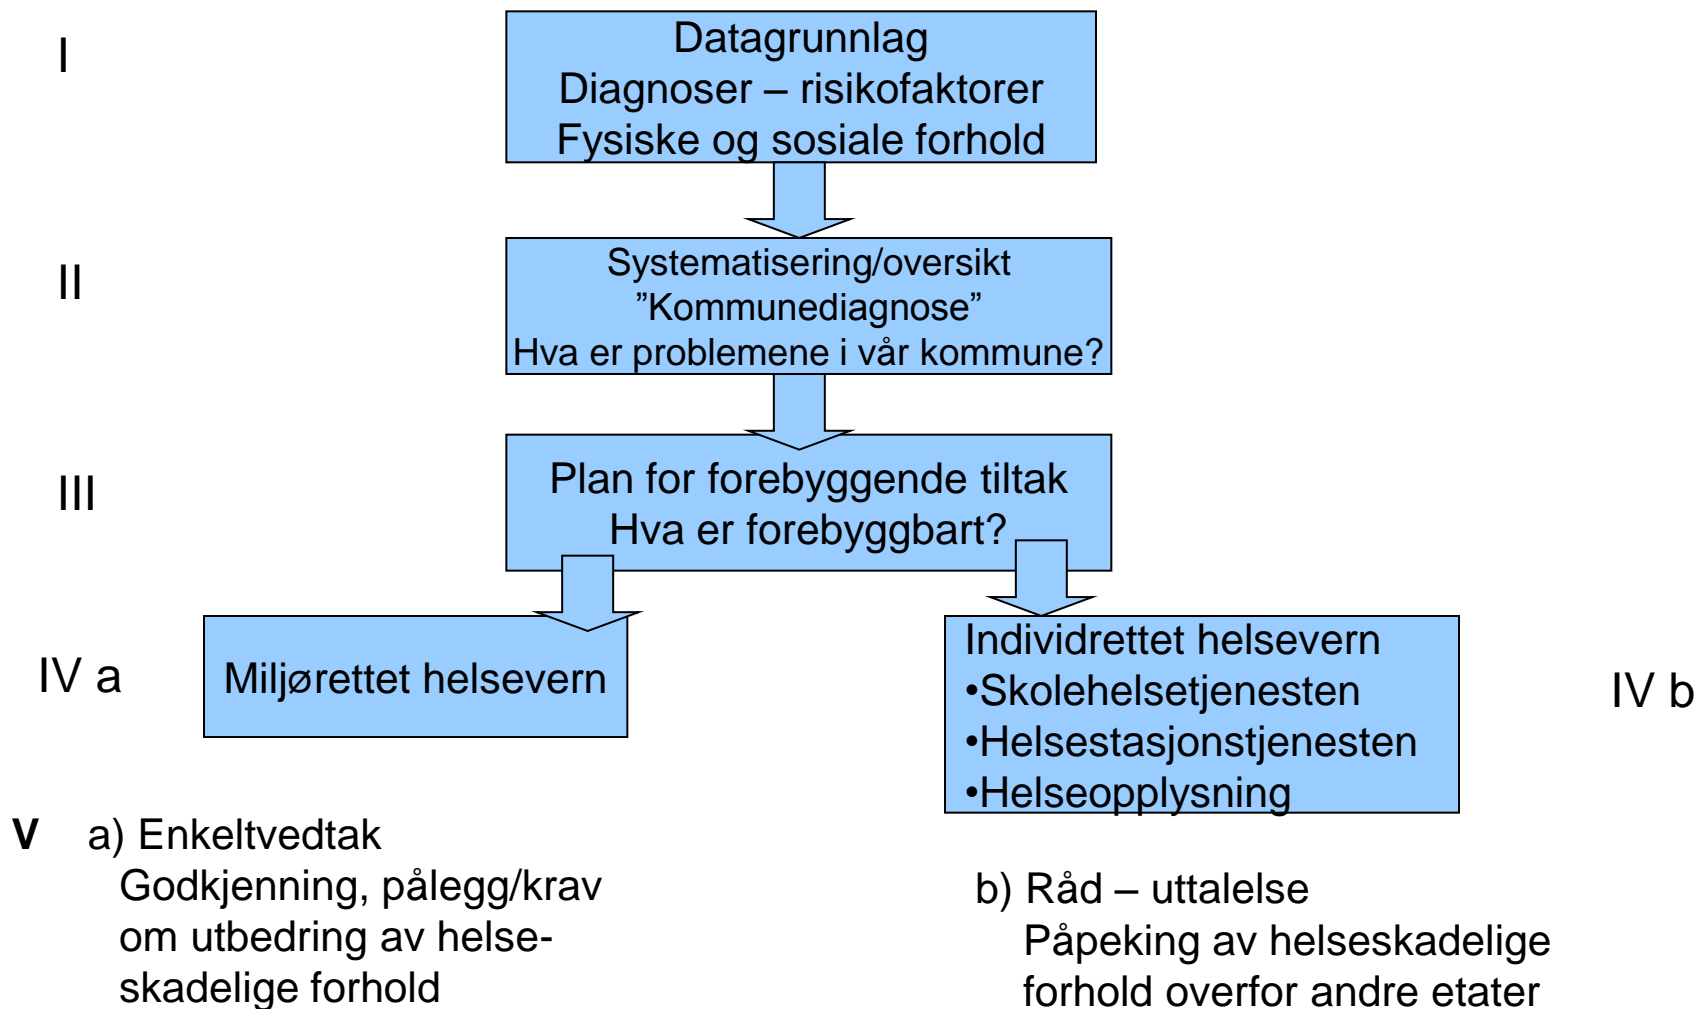 I
Datagrunnlag
Diagnoser – risikofaktorer
Fysiske og sosiale forhold
II
Systematisering/oversikt
”Kommunediagnose”
Hva er problemene i vår kommune?
III
Plan for forebyggende tiltak
Hva er forebyggbart?
IV a
Miljørettet helsevern
Individrettet helsevern
•Skolehelsetjenesten
•Helsestasjonstjenesten
•Helseopplysning
IV b
V a) Enkeltvedtak
Godkjenning, pålegg/krav
om utbedring av helse-
skadelige forhold
b) Råd – uttalelse
Påpeking av helseskadelige
forhold overfor andre etater